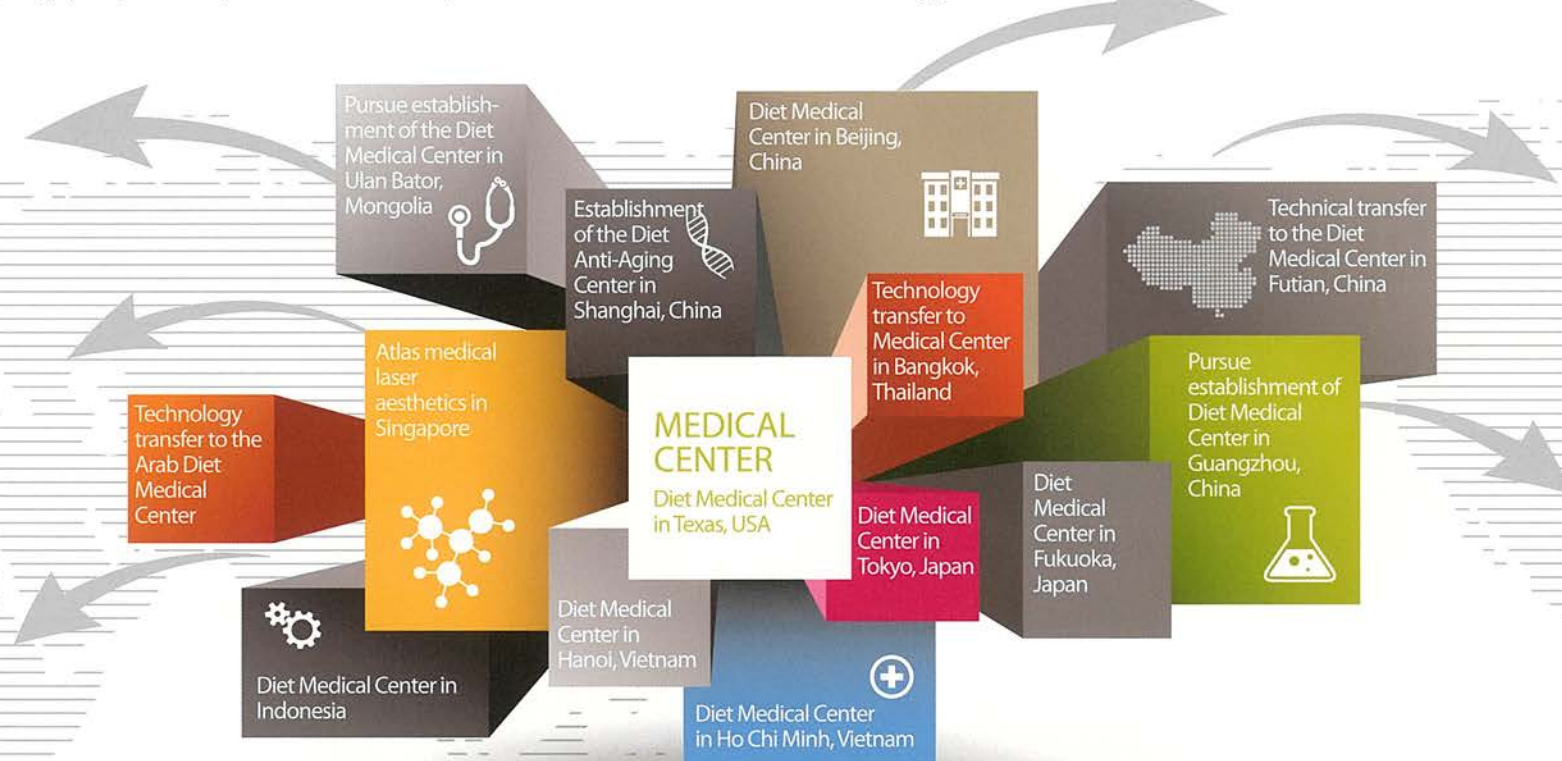 Pursue establish-
ment of the Diet
Medical Center in
Ulan Bator,
Mongolia
Establishment
of the Diet
Anti-Aging
Center in
Shanghai, China
Diet Medical
Center in Beijing,
China
Technical transfer
to the Diet
Medical Center in
Futian, China
Technology
transfer to
Medical Center
in Bangkok,
Thailand
Atlas medical
laser
aesthetics in
Singapore
Technology
transfer to the
Arab Diet
Medical
Center
MEDICAL
CENTER
Diet Medical Center
in Texas, USA
Pursue
establishment of
Diet Medical
Center in
Guangzhou,
China
Diet Medical
Center in
Tokyo, Japan
Diet
Medical
Center in
Fukuoka,
Japan
Diet Medical
Center in
Hanoi, Vietnam
Diet Medical Center in
Indonesia
Diet Medical Center
in Ho Chi Minh, Vietnam